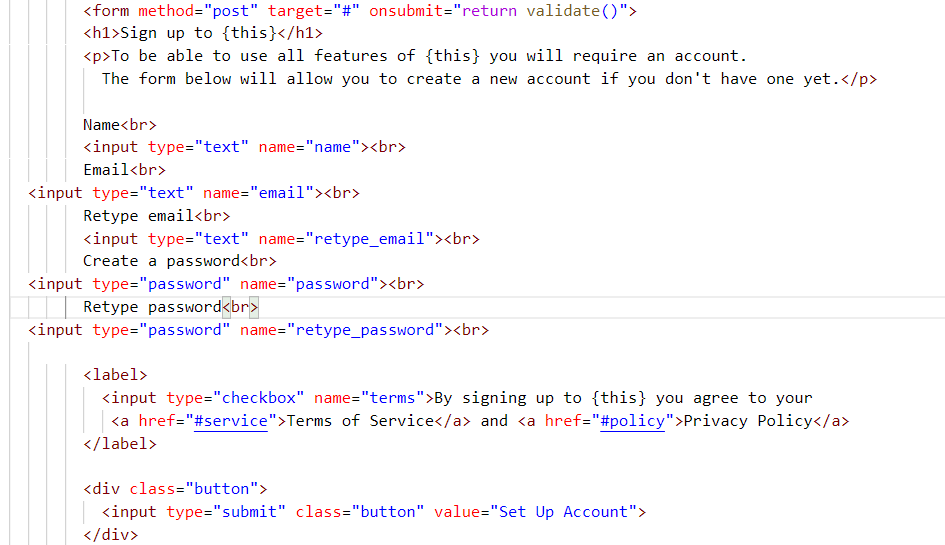 <form method="post" target="#" onsubmit="return validate()">
<h1>Sign up to {this}</h1>
<p>To be able to use all features of {this} you will require an account.
The form below will allow you to create a new account if you don't have one yet.</p>
Name<br>
<input type="text" name="name"><br>
Email<br>
<input type="text" name="email"><br>
Retype email<br>
<input type="text" name="retype_email"><br>
Create a password<br>
<input type="password" name="password"><br>
Retype password<br>
<input type="password" name="retype_password"><br>
<label>
<input type="checkbox" name="terms">By signing up to {this} you agree to your
<a href="#service">Terms of Service</a> and <a href="#policy">Privacy Policy</a>
</label>
<div class="button">
<input type="submit" class="button" value="Set Up Account">
</div>